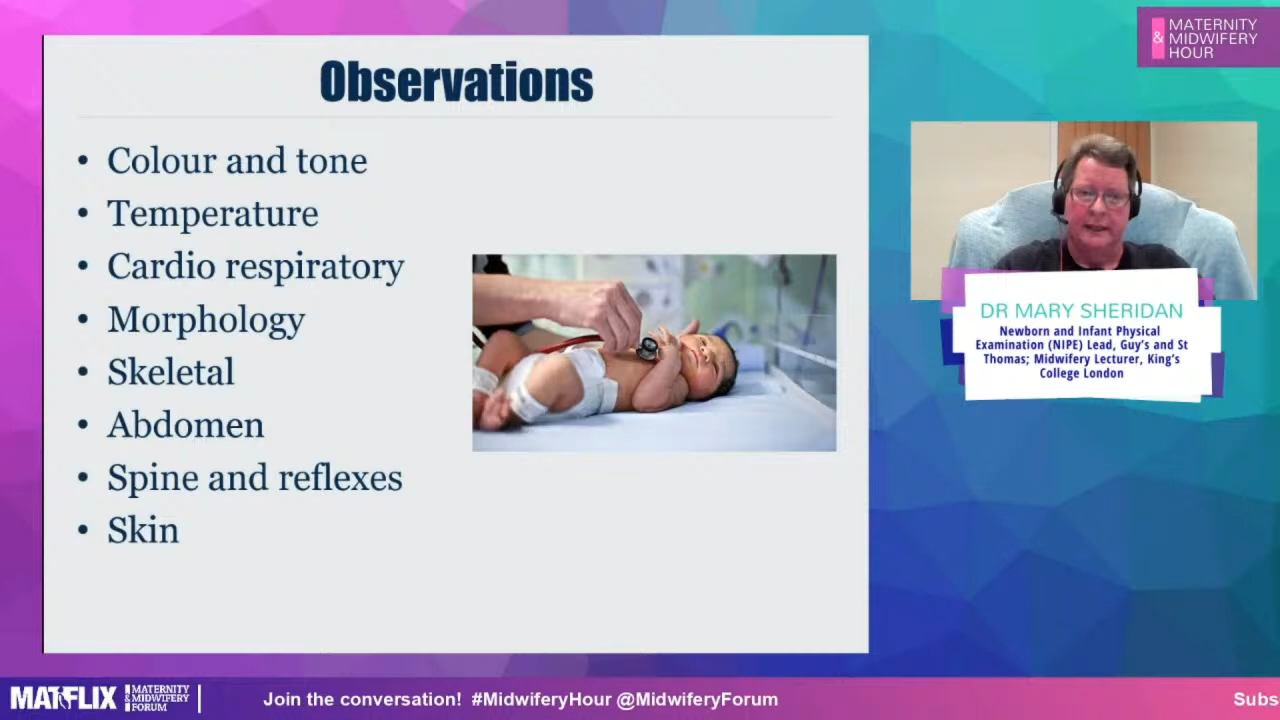 Observations
• Colour and tone
• Temperature
• Cardio respiratory
• Morphology
• Skeletal
• Abdomen
• Spine and reflexes
• Skin
MATERNITY
& MIDWIFERY
HOUR
DR MARY SHERIDAN
Newborn and Infant Physical
Examination (NIPE) Lead, Guy's and St
Thomas; Midwifery Lecturer, King's
College London
MATFLIX
MATERNITY
& MIDWIFERY
FORUM
Join the conversation! #MidwiferyHour @MidwiferyForum
Subs